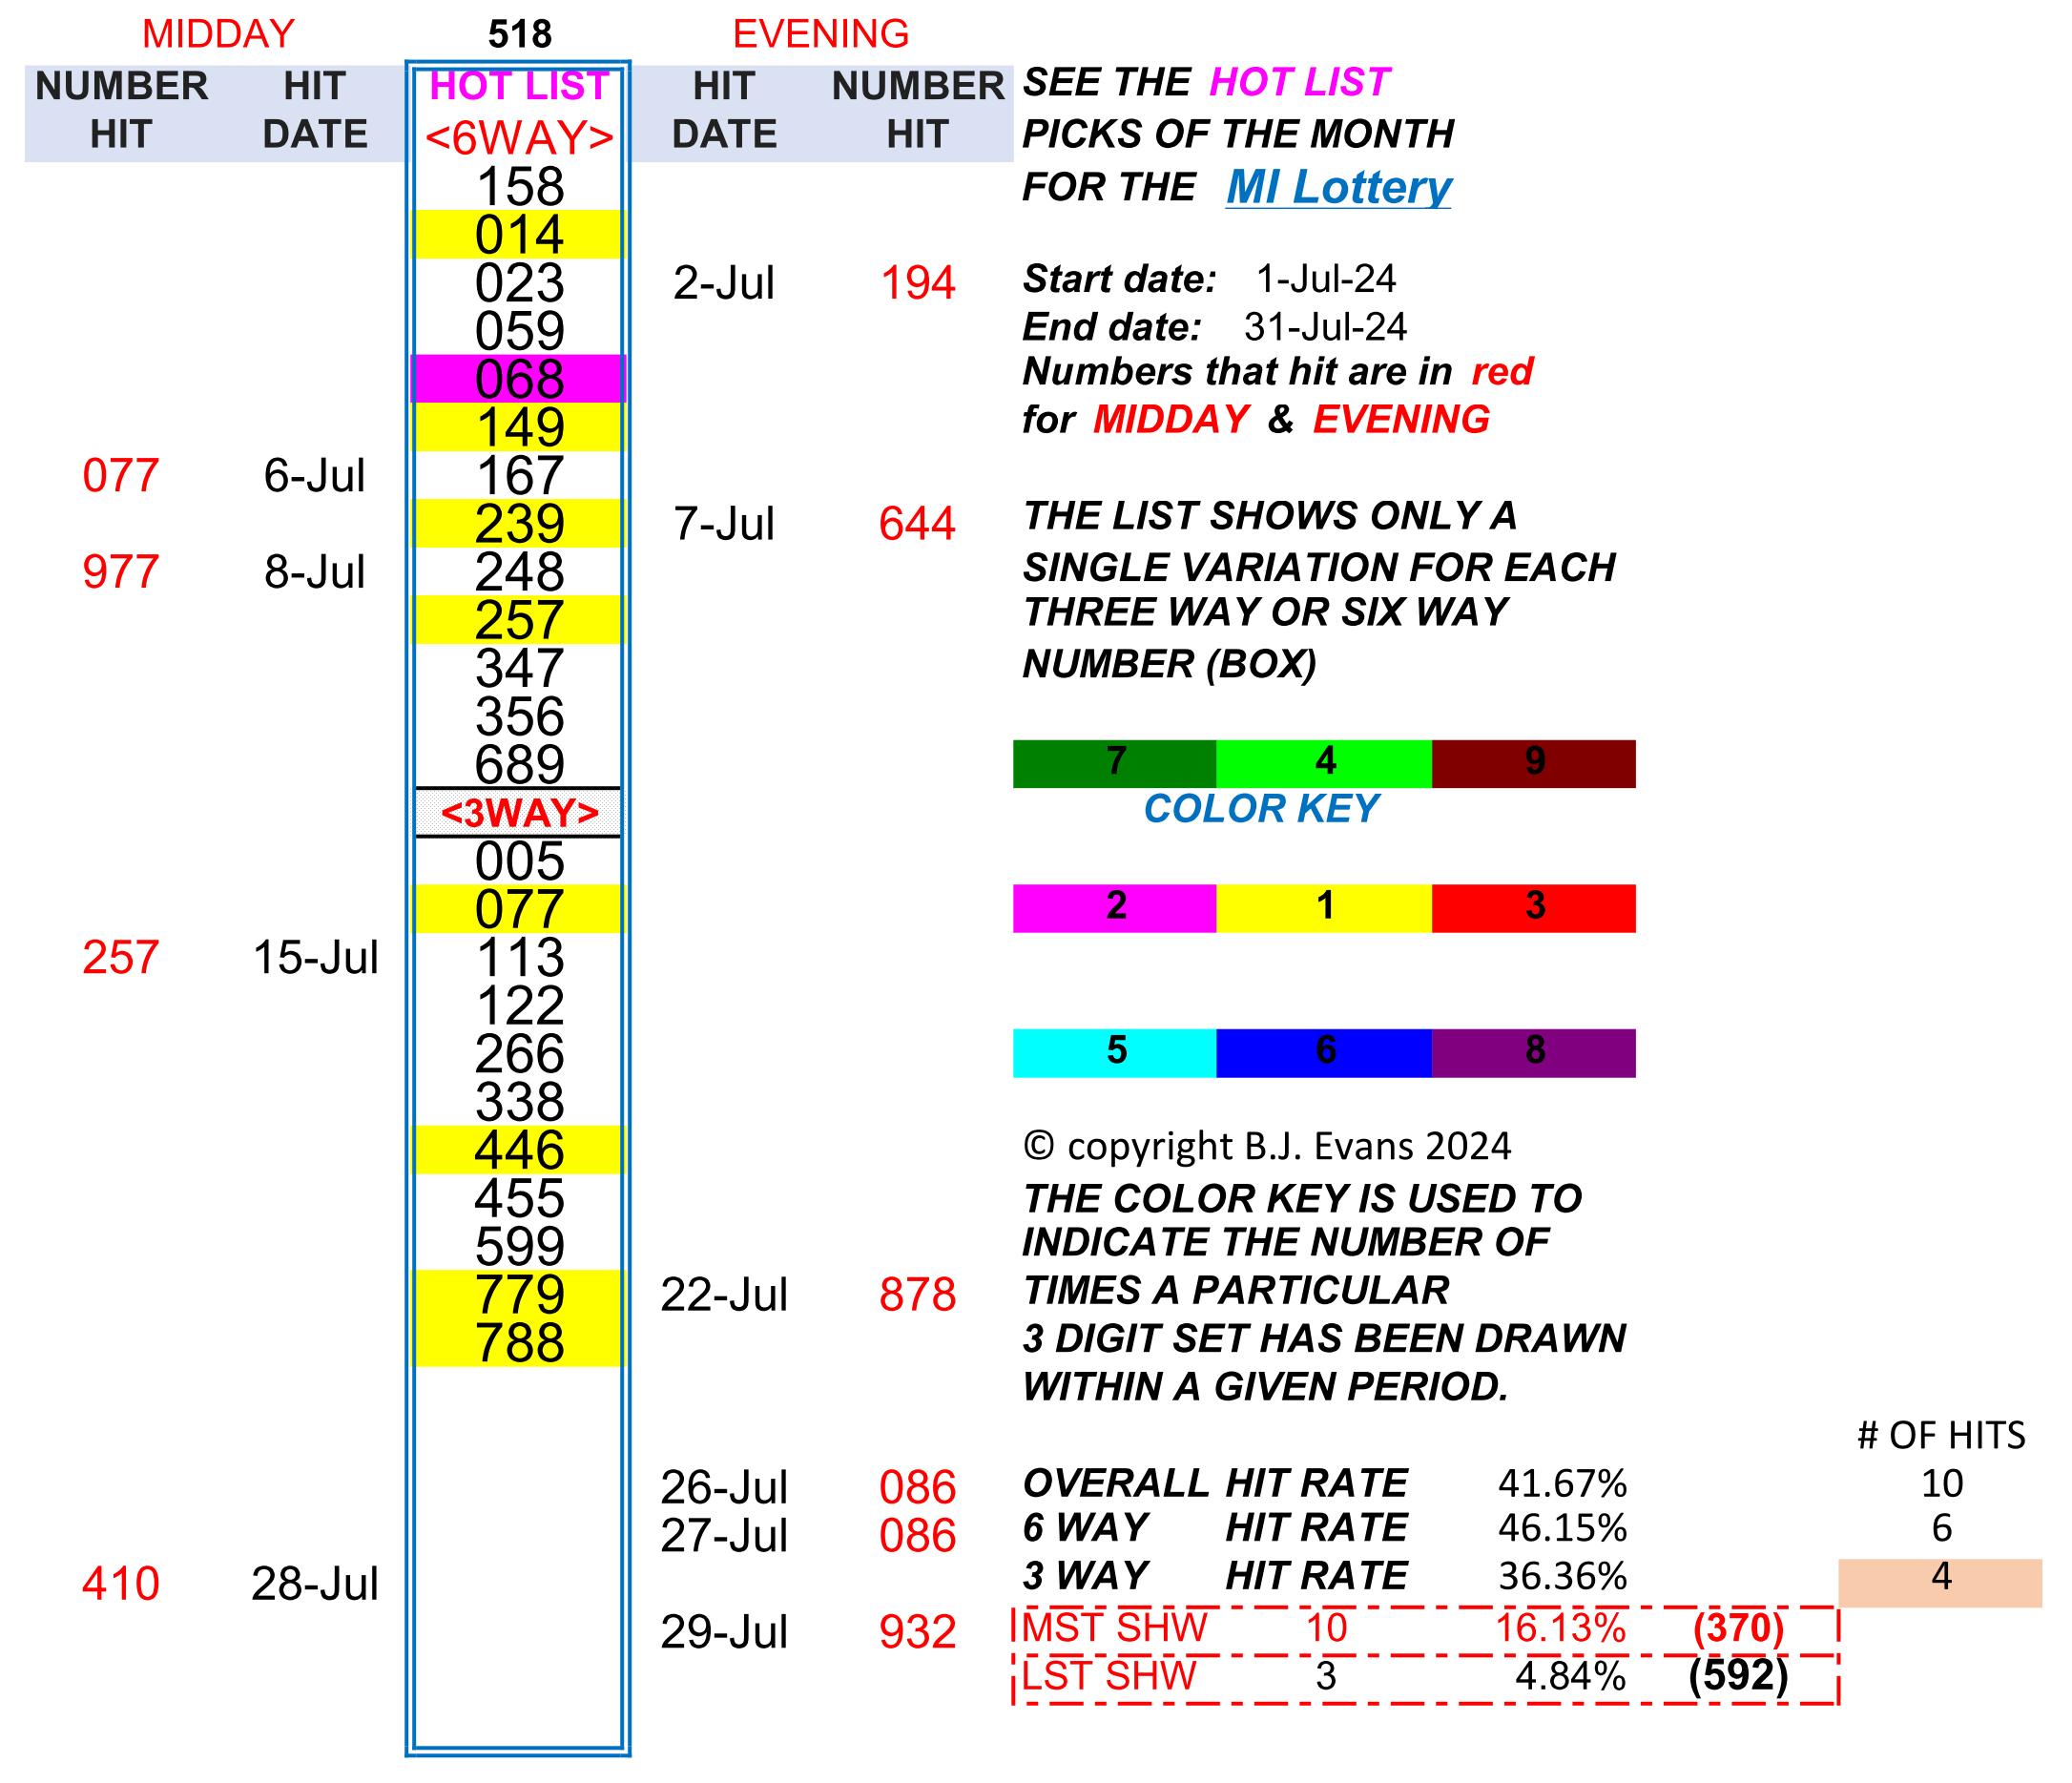 MIDDAY 518 EVENING
NUMBER HIT HOT LIST HIT NUMBER SEE THE HOT LIST
HIT DATE <6WAY> DATE HIT PICKS OF THE MONTH
158 FOR THE MI Lottery
014
023 2-Jul 194 Start date: 1-Jul-24
059 End date: 31-Jul-24
068 Numbers that hit are in red
149 for MIDDAY & EVENING
077 6-Jul 167
239 7-Jul 644 THE LIST SHOWS ONLY A
977 8-Jul 248 SINGLE VARIATION FOR EACH
257 THREE WAY OR SIX WAY
347 NUMBER (BOX)
356
689 7 4 9
<3WAY> COLOR KEY
005
077 2 1 3
257 15-Jul 113
122
266 5 6 8
338
446 © copyright B.J. Evans 2024
455 THE COLOR KEY IS USED TO
599 INDICATE THE NUMBER OF
779 22-Jul 878 TIMES A PARTICULAR
788 3 DIGIT SET HAS BEEN DRAWN
WITHIN A GIVEN PERIOD.
# OF HITS
26-Jul 086 OVERALL HIT RATE 41.67% 10
27-Jul 086 6 WAY HIT RATE 46.15% 6
410 28-Jul 3 WAY HIT RATE 36.36% 4
29-Jul 932 MST SHW 10 16.13% (370)
LST SHW 3 4.84% (592)